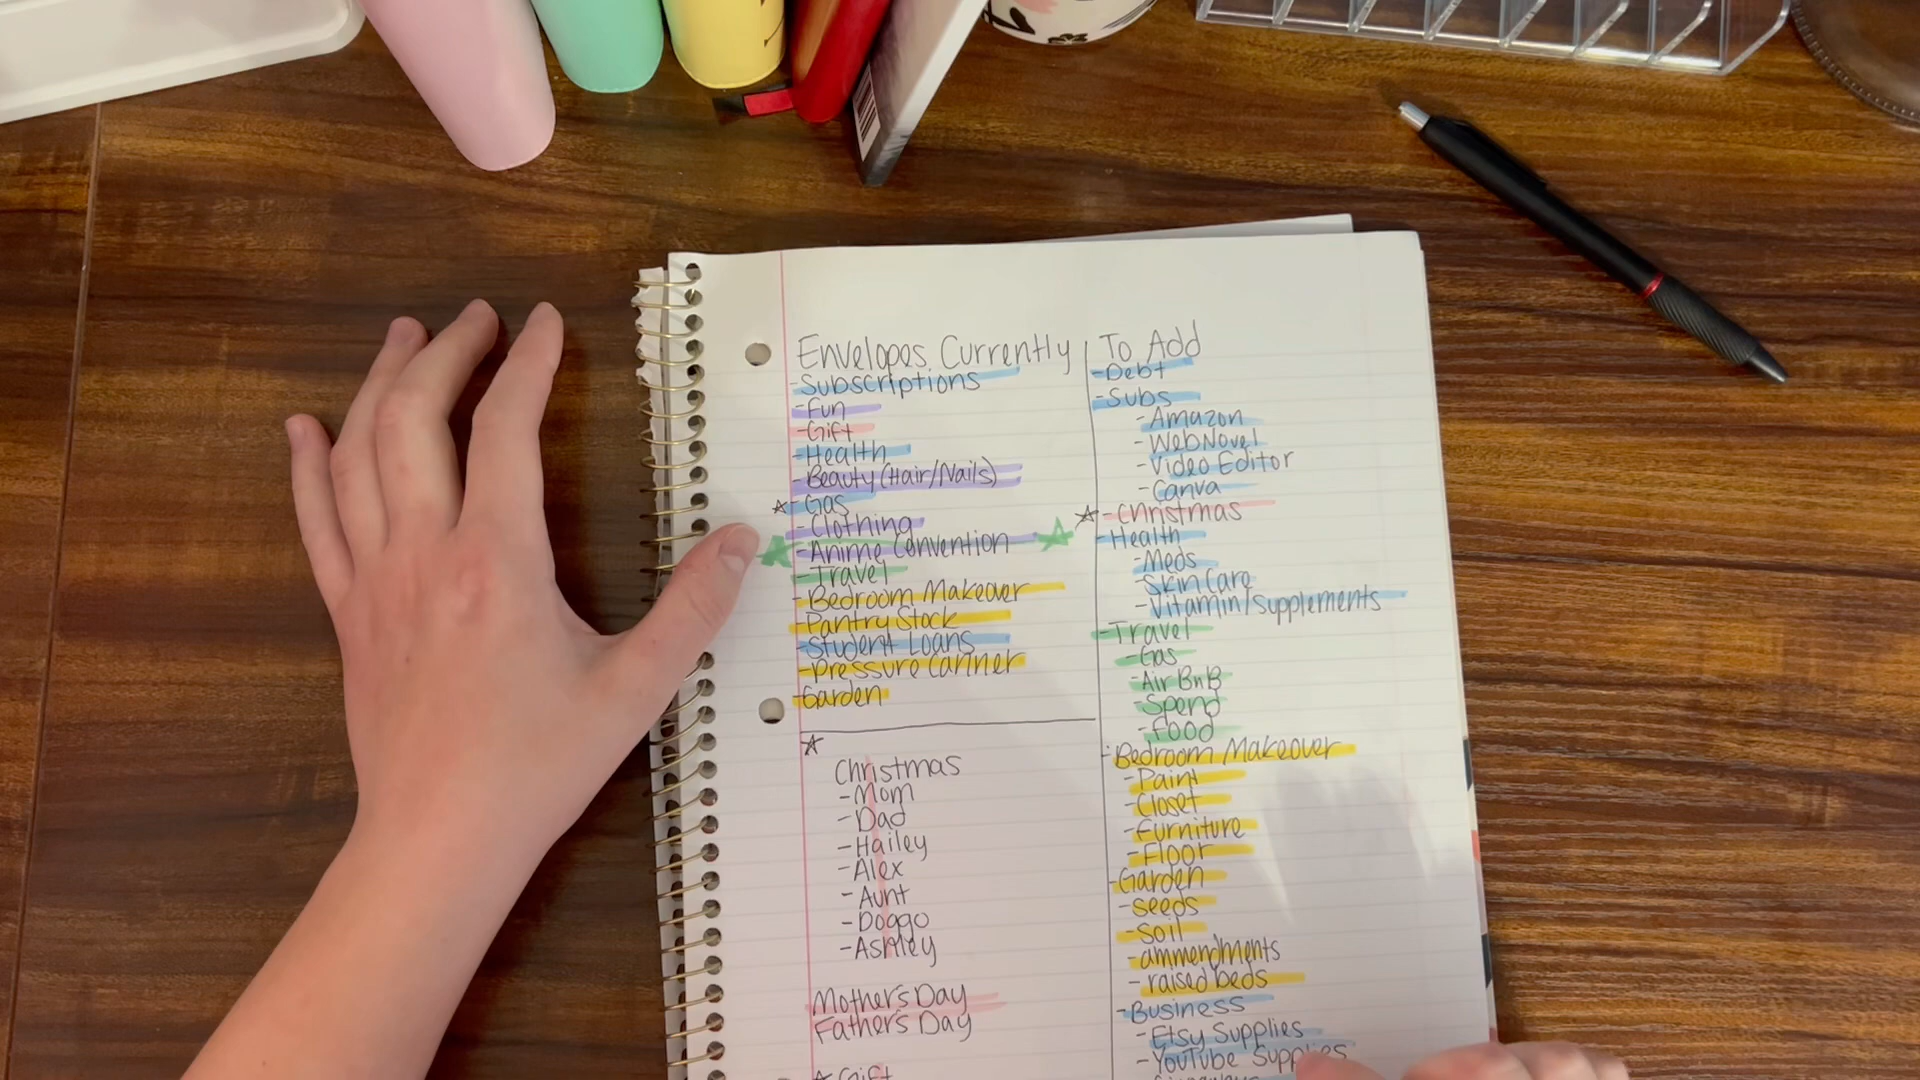 Envelopes Currently
-Subscriptions
-Fun
-Gift
-Health
-Beauty (Hair/Nails)
☆-Gas
-Clothing
-Anime Convention
-Travel
-Bedroom Makeover
-Pantry Stock
-Student Loans
-Pressure Canner
-Garden
☆
Christmas
-Mom
-Dad
-Hailey
-Alex
-Aunt
-Doggo
-Ashley
Mother's Day
Father's Day
☆ Gift
To Add
-Debt
-Subs
-Amazon
-WebNovel
-Video Editor
-Canva
☆-Christmas
-Health
-Meds
-Skin Care
-Vitamin/Supplements
-Travel
-Gas
-Air BnB
-Spend
-Food
-Bedroom Makeover
-Paint
-Closet
-Furniture
-Floor
-Garden
-Seeds
-Soil
-ammendments
-raised beds
-Business
-Etsy Supplies
-YouTube Supplies